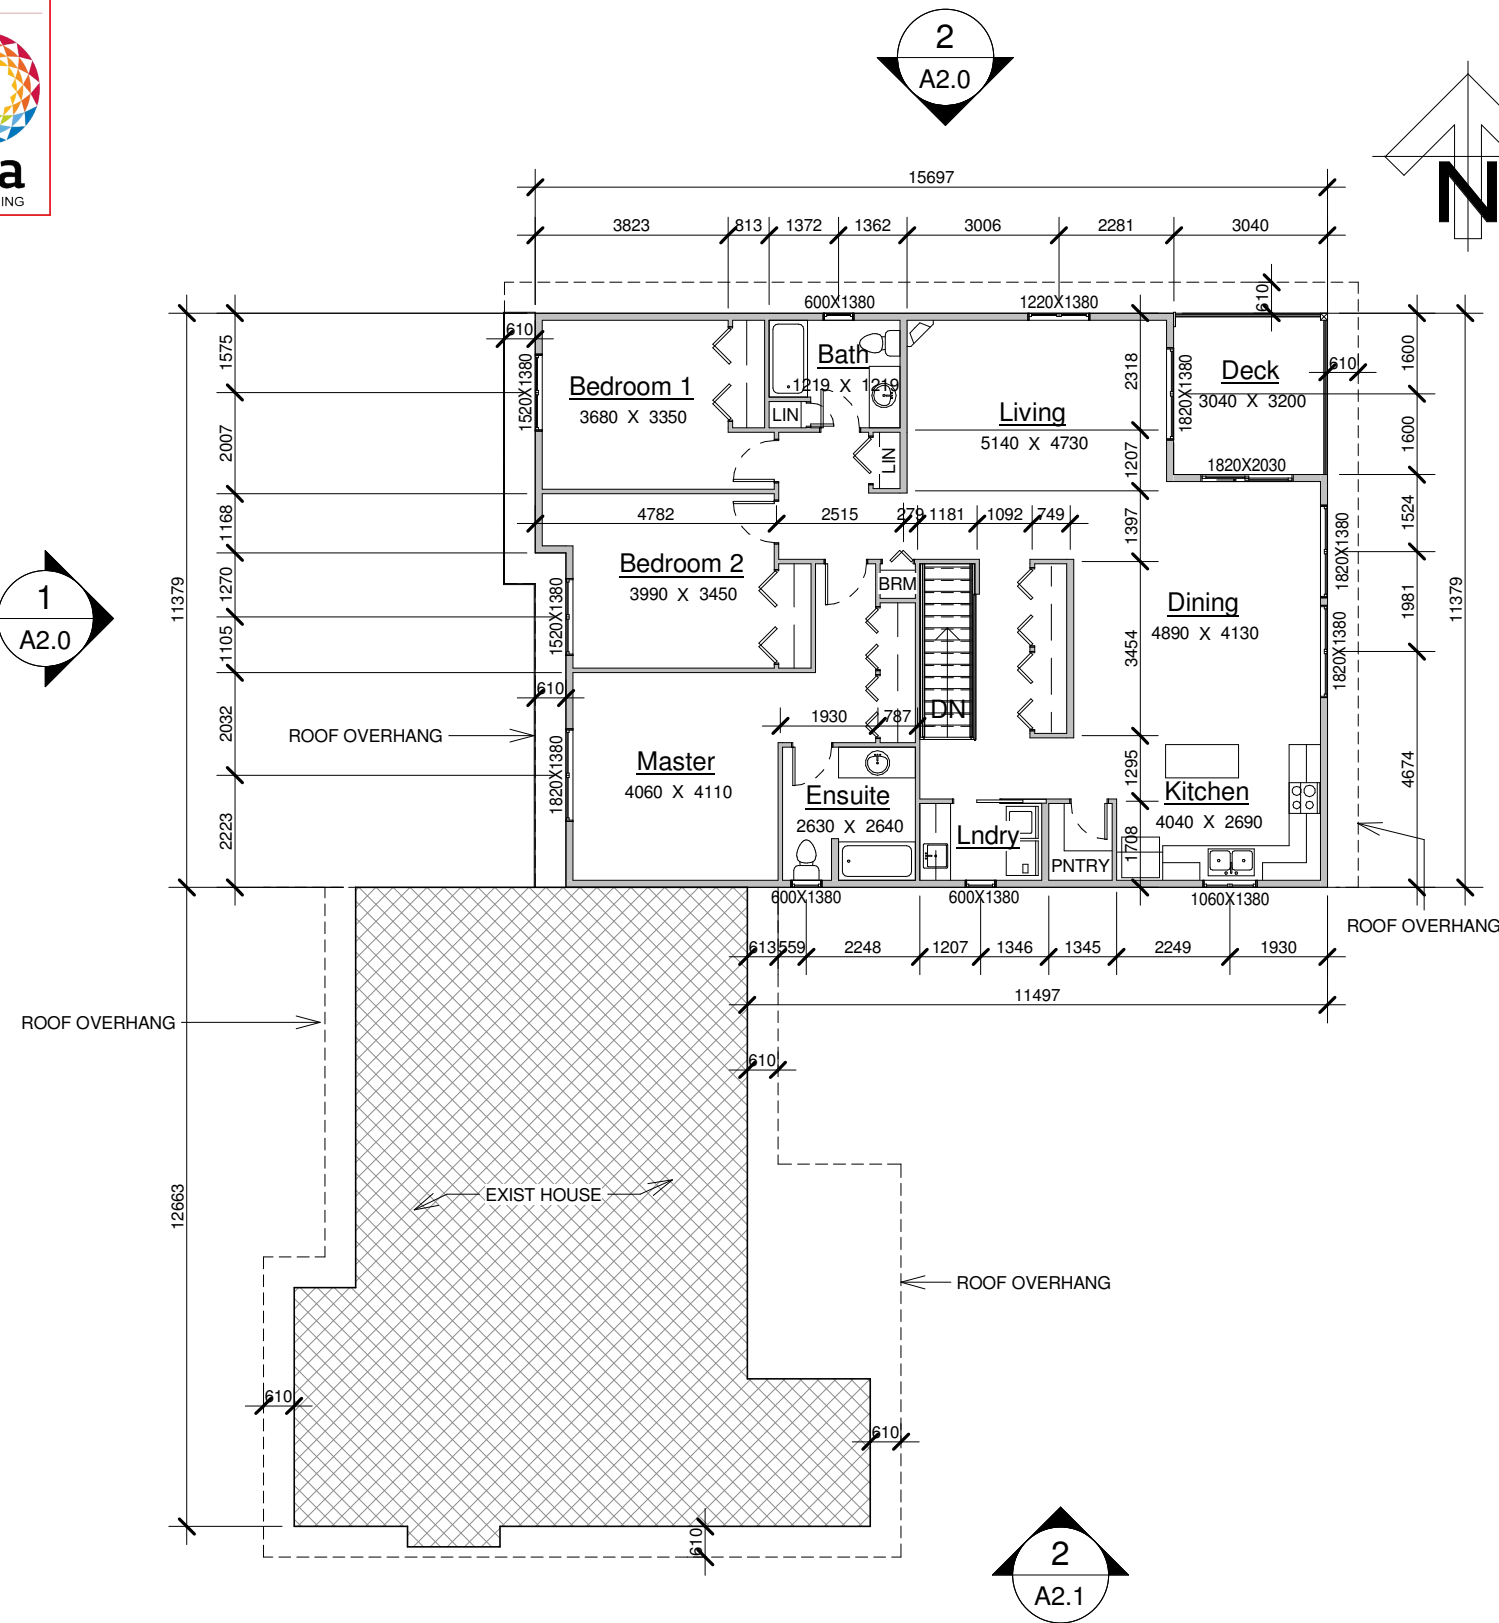 a
ING
2
A2.0
N
15697
3823
813
1372
1362
3006
2281
3040
600X1380
1220X1380
610
610
1575
1520X1380
Bedroom 1
3680 X 3350
Bath
1219 X 1219
LIN
LIN
Living
5140 X 4730
2318
1820X1380
Deck
3040 X 3200
610
1600
2007
1207
1820X2030
1600
1168
4782
2515
279
1181
1092
749
1397
1524
11379
1
A2.0
1270
1520X1380
Bedroom 2
3990 X 3450
BRM
Dining
4890 X 4130
1820X1380
1820X1380
1981
11379
1105
3454
610
2032
ROOF OVERHANG
1930
787
DN
1820X1380
Master
4060 X 4110
Ensuite
2630 X 2640
1295
Kitchen
4040 X 2690
4674
2223
Lndry
PNTRY
1708
600X1380
600X1380
1060X1380
ROOF OVERHANG
613
559
2248
1207
1346
1345
2249
1930
11497
ROOF OVERHANG
610
12663
EXIST HOUSE
ROOF OVERHANG
610
610
610
2
A2.1